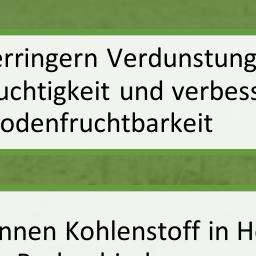 erringern Verdunstung
uchtigkeit und verbess
odenfruchtbarkeit
nnen Kohlenstoff in H